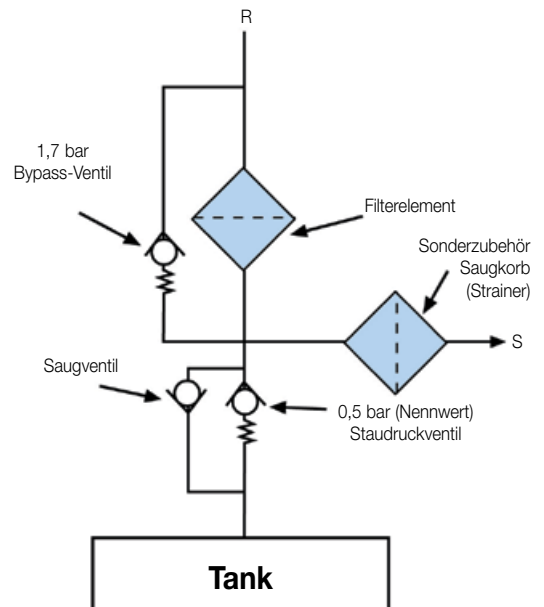 R
1,7 bar
Bypass-Ventil
Filterelement
Sonderzubehör
Saugkorb
(Strainer)
S
Saugventil
0,5 bar (Nennwert)
Staudruckventil
Tank